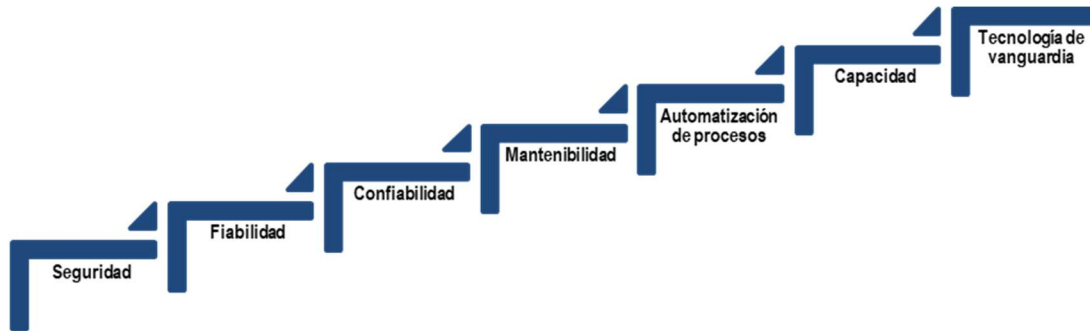 Seguridad
Fiabilidad
Confiabilidad
Mantenibilidad
Automatización
de procesos
Capacidad
Tecnología de
vanguardia